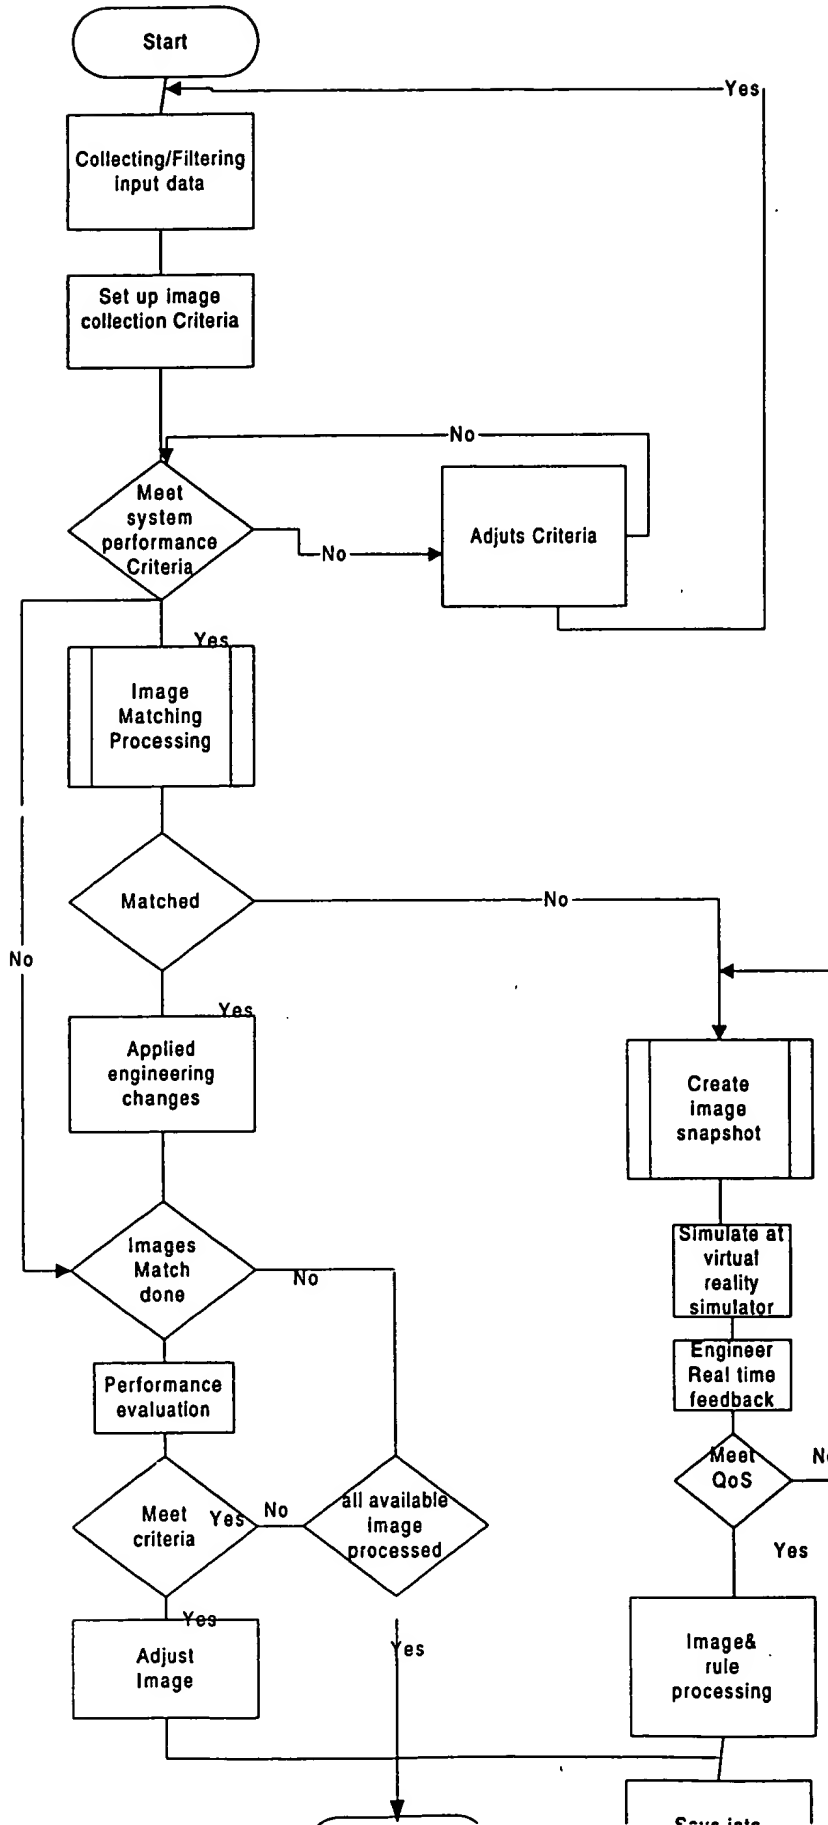 Start
Yes
Collecting/Filtering
input data
Set up image
collection Criteria
No
Meet
system
performance
Criteria
No
Adjuts Criteria
Yes
Image
Matching
Processing
Matched
No
No
Yes
Applied
engineering
changes
Create
image
snapshot
Images
Match
done
No
Simulate at
virtual
reality
simulator
Performance
evaluation
Engineer
Real time
feedback
Meet
QoS
Meet
criteria
Yes
No
all available
image
processed
Yes
Yes
Adjust
Image
Yes
Image&
rule
processing